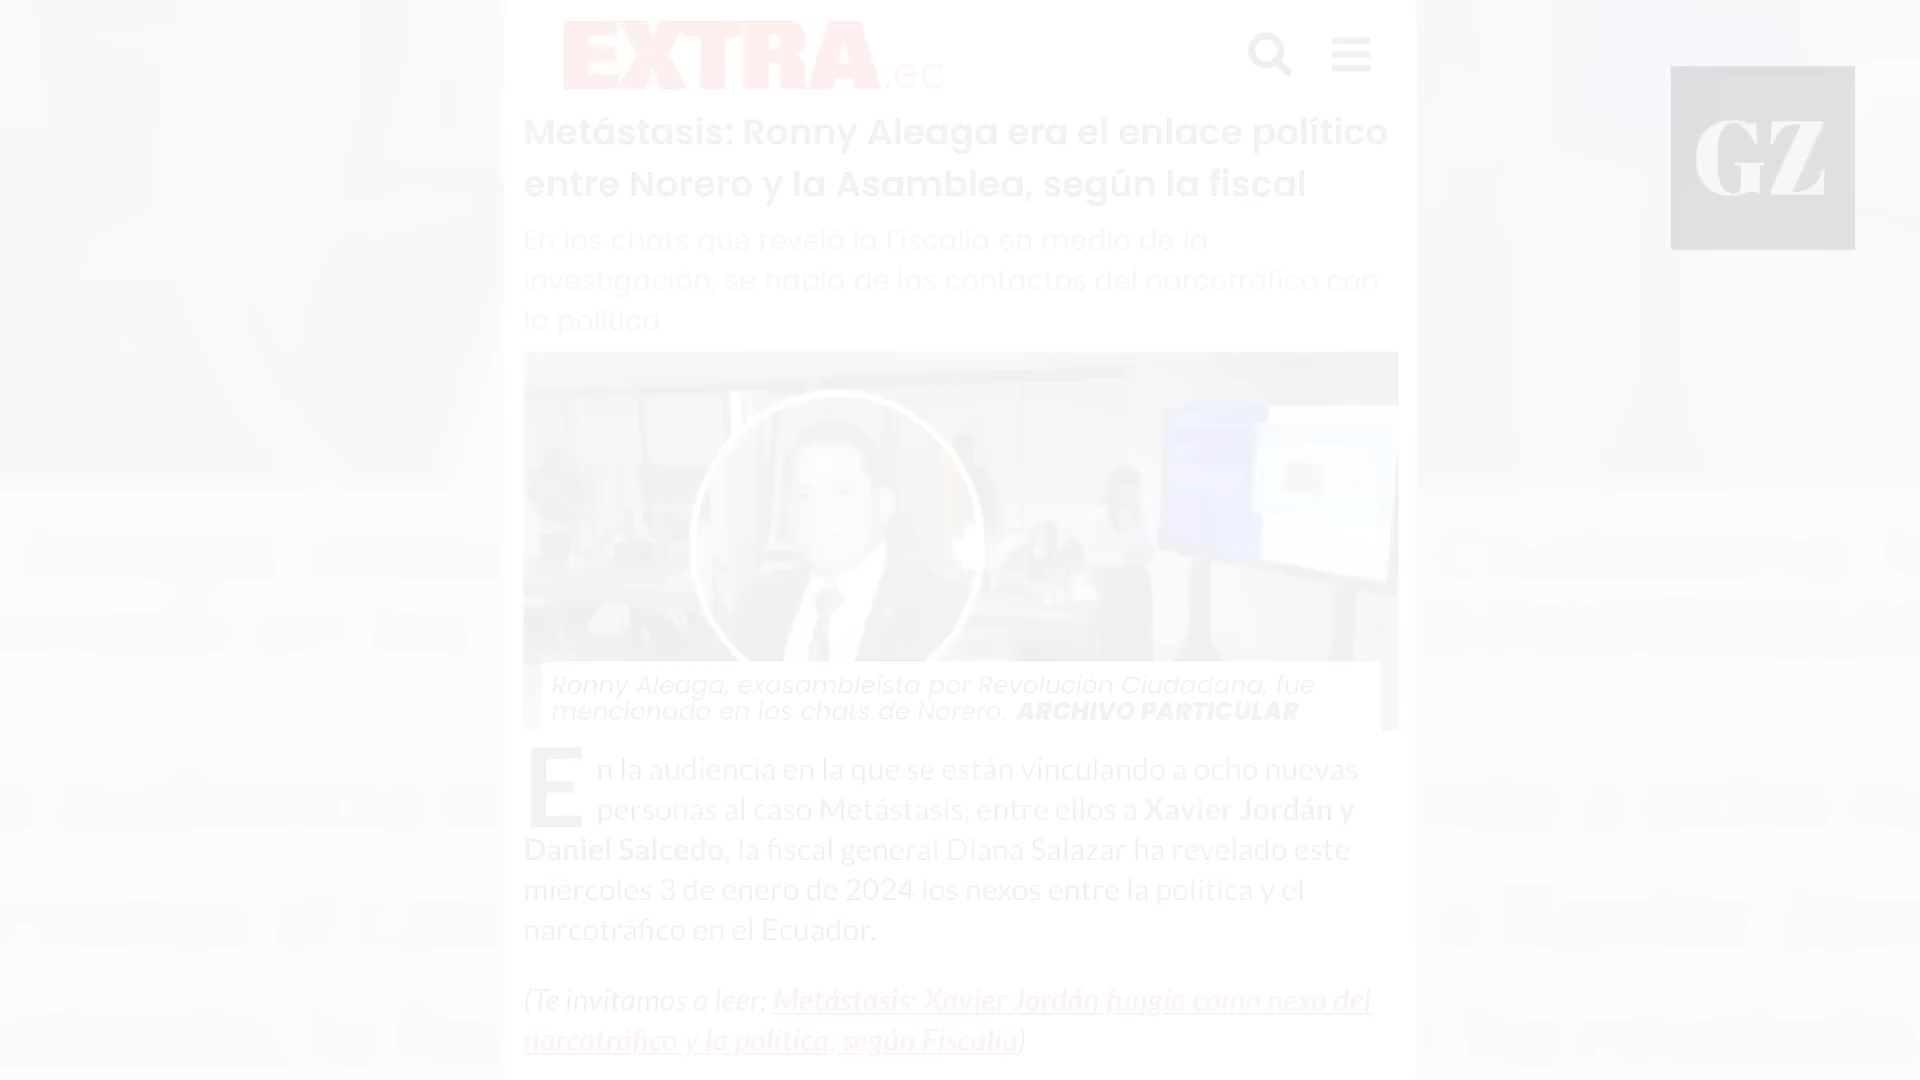 EXTRA.ec
GZ
Metástasis: Ronny Aleaga era el enlace político
entre Norero y la Asamblea, según la fiscal
En los chats que reveló la Fiscalía en medio de la
investigación, se habla de los contactos del narcotráfico con
la política
Ronny Aleaga, exasambleísta por Revolución Ciudadana, fue
mencionado en los chats de Norero. ARCHIVO PARTICULAR
En la audiencia en la que se están vinculando a ocho nuevas
personas al caso Metástasis, entre ellos a Xavier Jordán y
Daniel Salcedo, la fiscal general Diana Salazar ha revelado este
miércoles 3 de enero de 2024 los nexos entre la política y el
narcotráfico en el Ecuador.
(Te invitamos a leer: Metástasis: Xavier Jordán fungía como nexo del
narcotráfico y la política, según Fiscalía)